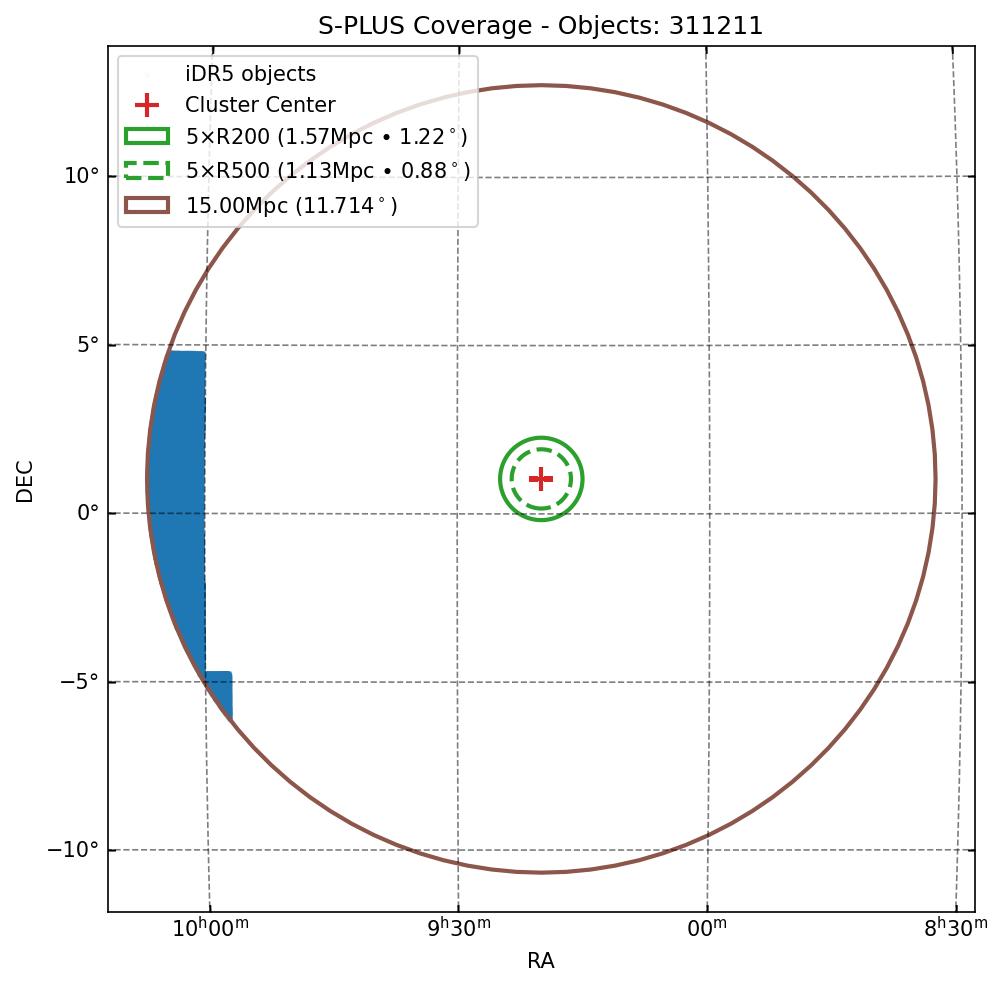 S-PLUS Coverage - Objects: 311211
iDR5 objects
Cluster Center
5×R200 (1.57Mpc • 1.22°)
5×R500 (1.13Mpc • 0.88°)
15.00Mpc (11.714°)
10°
5°
0°
−5°
−10°
DEC
10ʰ00ᵐ
9ʰ30ᵐ
00ᵐ
8ʰ30ᵐ
RA